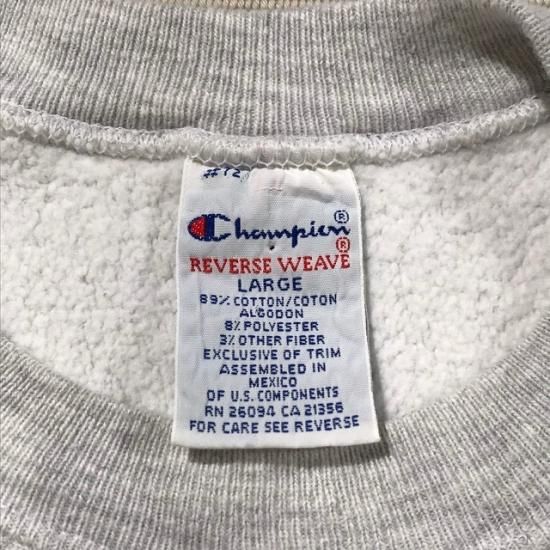 Champion®
®
REVERSE WEAVE
LARGE
89% COTTON/COTON
ALGODON
8% POLYESTER
3% OTHER FIBER
EXCLUSIVE OF TRIM
ASSEMBLED IN
MEXICO
OF U.S. COMPONENTS
RN 26094 CA 21356
FOR CARE SEE REVERSE